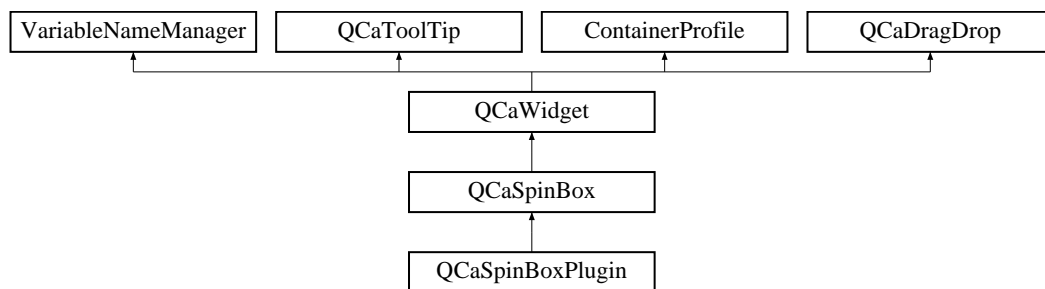 VariableNameManager
QCaToolTip
ContainerProfile
QCaDragDrop
QCaWidget
QCaSpinBox
QCaSpinBoxPlugin